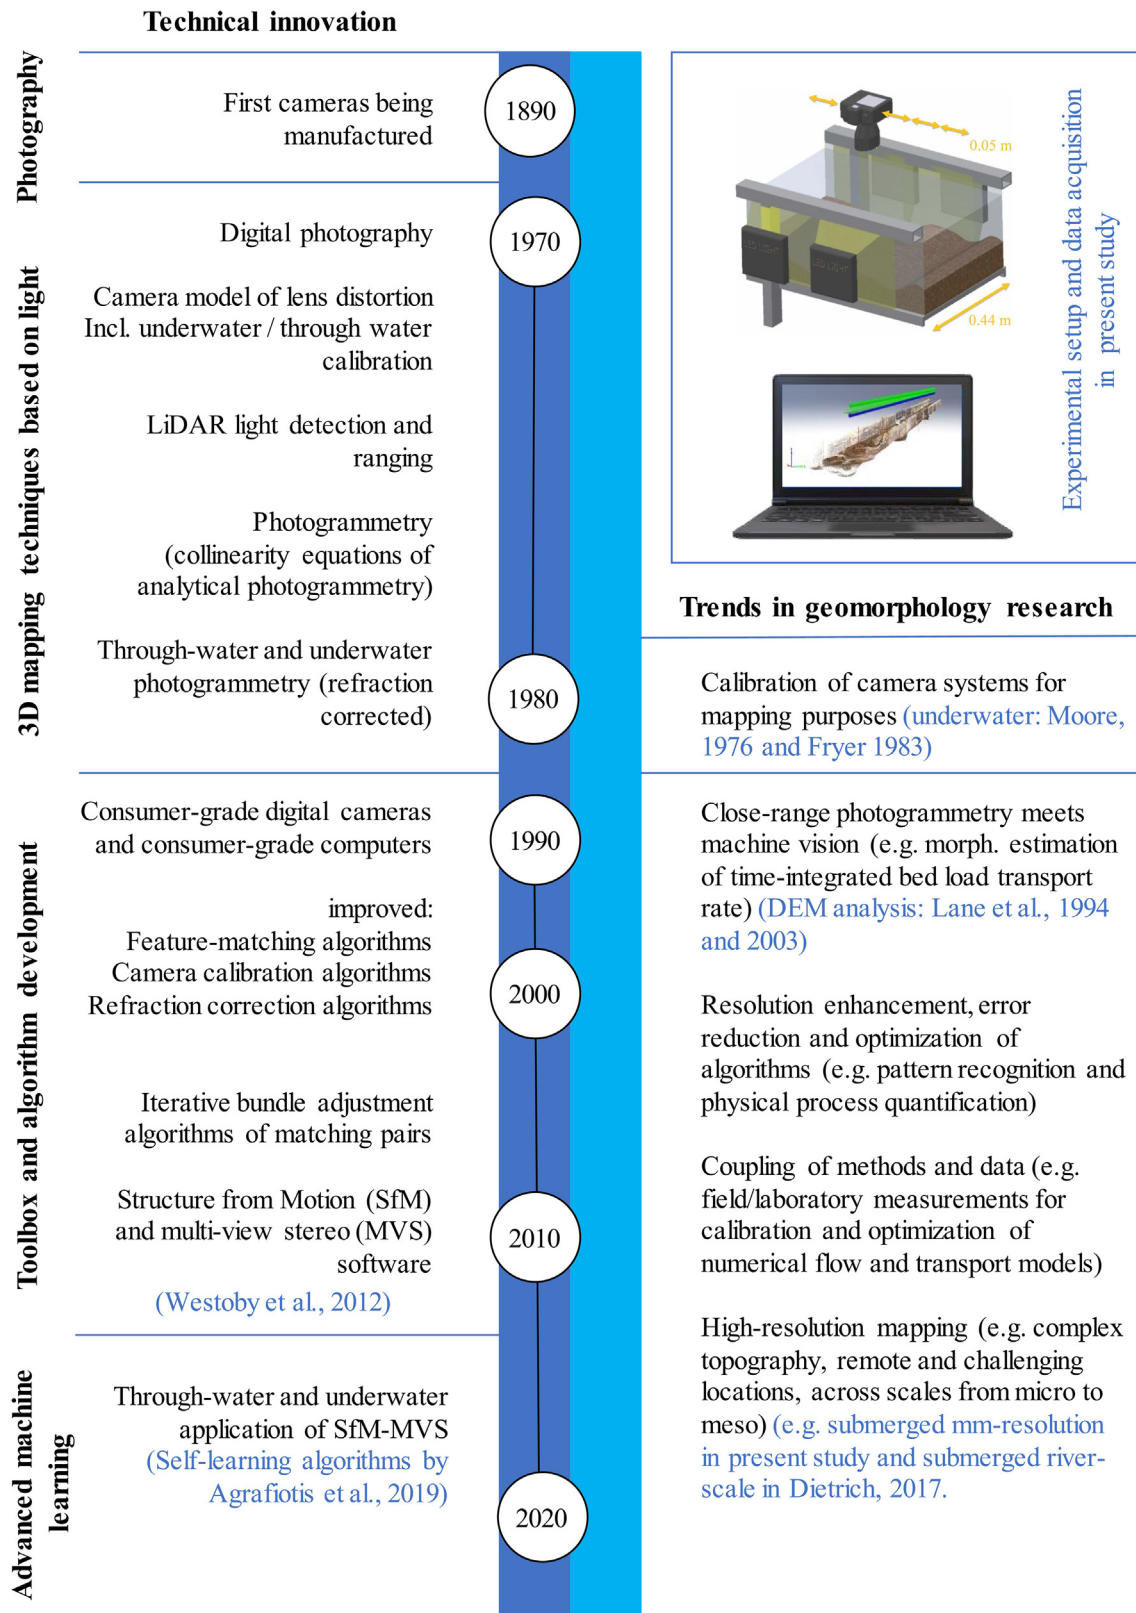 Technical innovation
Photography
First cameras being
manufactured
1890
3D mapping techniques based on light
Digital photography
1970
Camera model of lens distortion
Incl. underwater / through water
calibration
LiDAR light detection and
ranging
Photogrammetry
(collinearity equations of
analytical photogrammetry)
Through-water and underwater
photogrammetry (refraction
corrected)
1980
Toolbox and algorithm development
Consumer-grade digital cameras
and consumer-grade computers
1990
improved:
Feature-matching algorithms
Camera calibration algorithms
Refraction correction algorithms
2000
Iterative bundle adjustment
algorithms of matching pairs
Structure from Motion (SfM)
and multi-view stereo (MVS)
software
(Westoby et al., 2012)
2010
Advanced machine
learning
Through-water and underwater
application of SfM-MVS
(Self-learning algorithms by
Agrafiotis et al., 2019)
2020
0.05 m
LED LIGHT
LED LIGHT
0.44 m
Experimental setup and data acquisition
in present study
Trends in geomorphology research
Calibration of camera systems for
mapping purposes (underwater: Moore,
1976 and Fryer 1983)
Close-range photogrammetry meets
machine vision (e.g. morph. estimation
of time-integrated bed load transport
rate) (DEM analysis: Lane et al., 1994
and 2003)
Resolution enhancement, error
reduction and optimization of
algorithms (e.g. pattern recognition and
physical process quantification)
Coupling of methods and data (e.g.
field/laboratory measurements for
calibration and optimization of
numerical flow and transport models)
High-resolution mapping (e.g. complex
topography, remote and challenging
locations, across scales from micro to
meso) (e.g. submerged mm-resolution
in present study and submerged river-
scale in Dietrich, 2017.